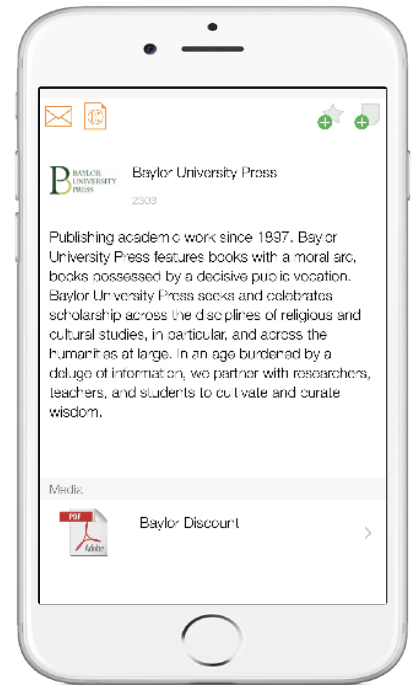 BAYLOR
UNIVERSITY
PRESS
Baylor University Press
2303
Publishing academic work since 1897. Baylor
University Press features books with a moral arc,
books possessed by a decisive public vocation.
Baylor University Press seeks and celebrates
scholarship across the disciplines of religious and
cultural studies, in particular, and across the
humanities at large. In an age burdened by a
deluge of information, we partner with researchers,
teachers, and students to cultivate and curate
wisdom.
Media
PDF
Baylor Discount
Adobe